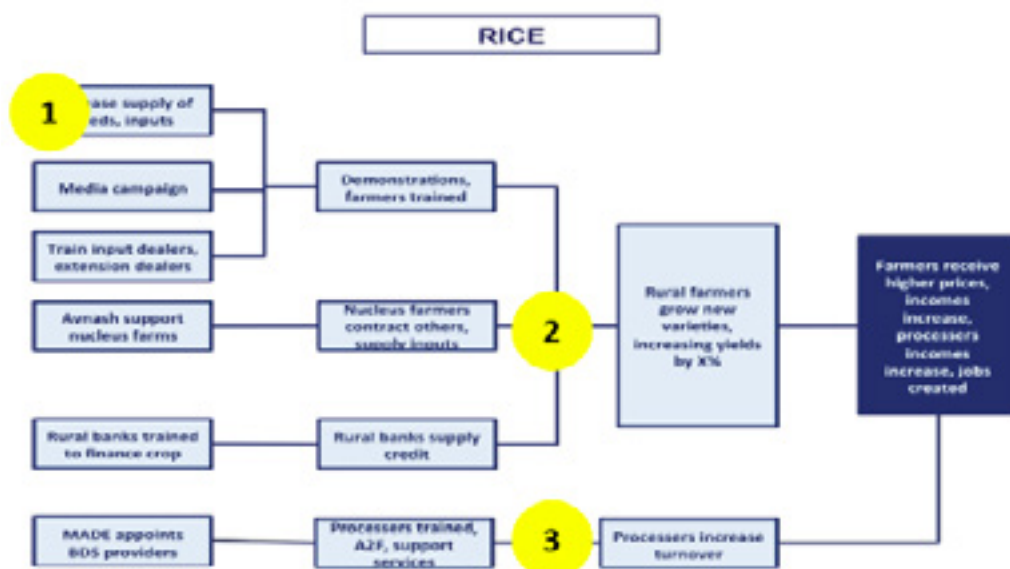 RICE
1
ease supply of
eds, inputs
Media campaign
Train input dealers,
extension dealers
Avnash support
nucleus farms
Rural banks trained
to finance crop
MADE appoints
BDS providers
Demonstrations,
farmers trained
Nucleus farmers
contract others,
supply inputs
Rural banks supply
credit
Processers trained,
A2F, support
services
2
3
Rural farmers
grow new
varieties,
increasing yields
by X%
Processers increase
turnover
Farmers receive
higher prices,
incomes
increase,
processers
incomes
increase, jobs
created